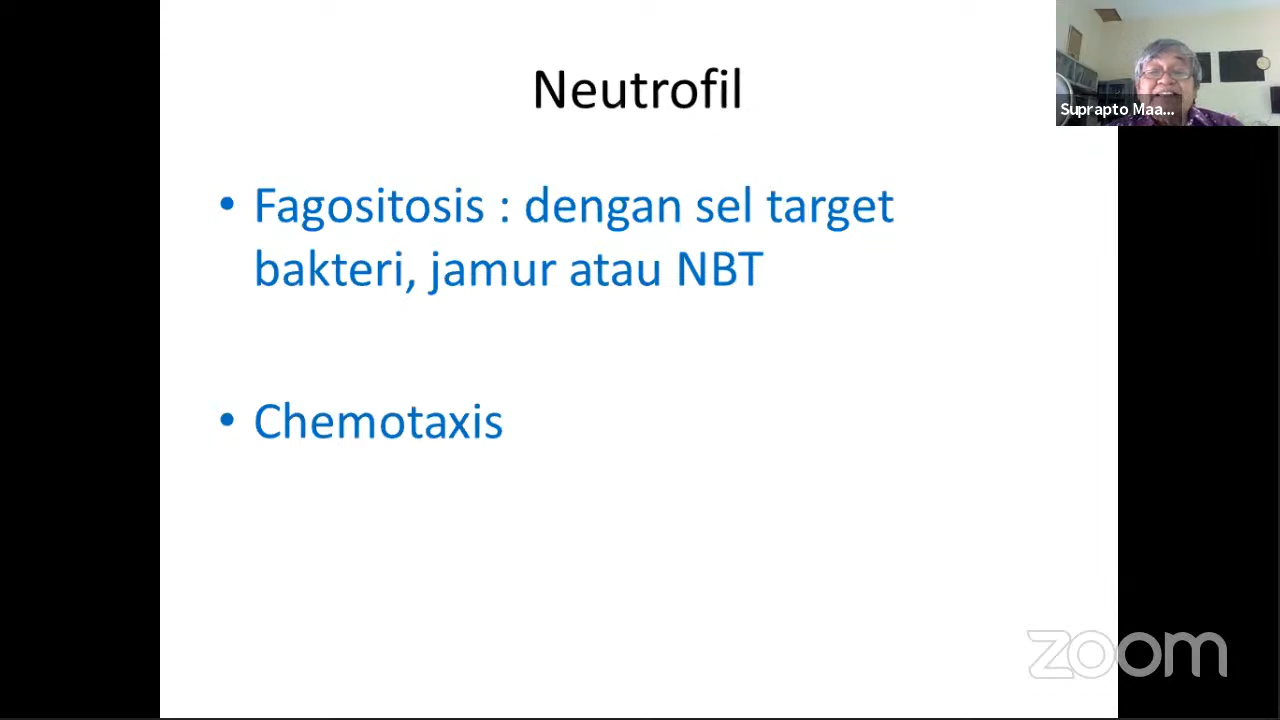 Neutrofil
Suprapto Maa...
• Fagositosis : dengan sel target
bakteri, jamur atau NBT
• Chemotaxis
zoom